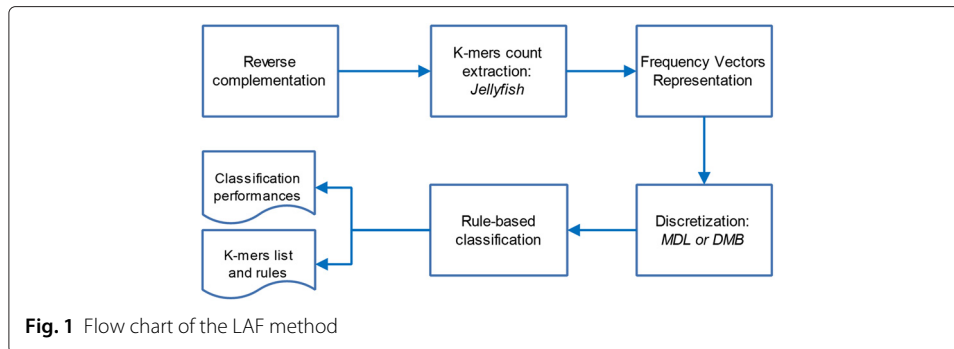 Reverse
complementation
K-mers count
extraction:
Jellyfish
Frequency Vectors
Representation
Discretization:
MDL or DMB
Rule-based
classification
Classification
performances
K-mers list
and rules
Fig. 1 Flow chart of the LAF method